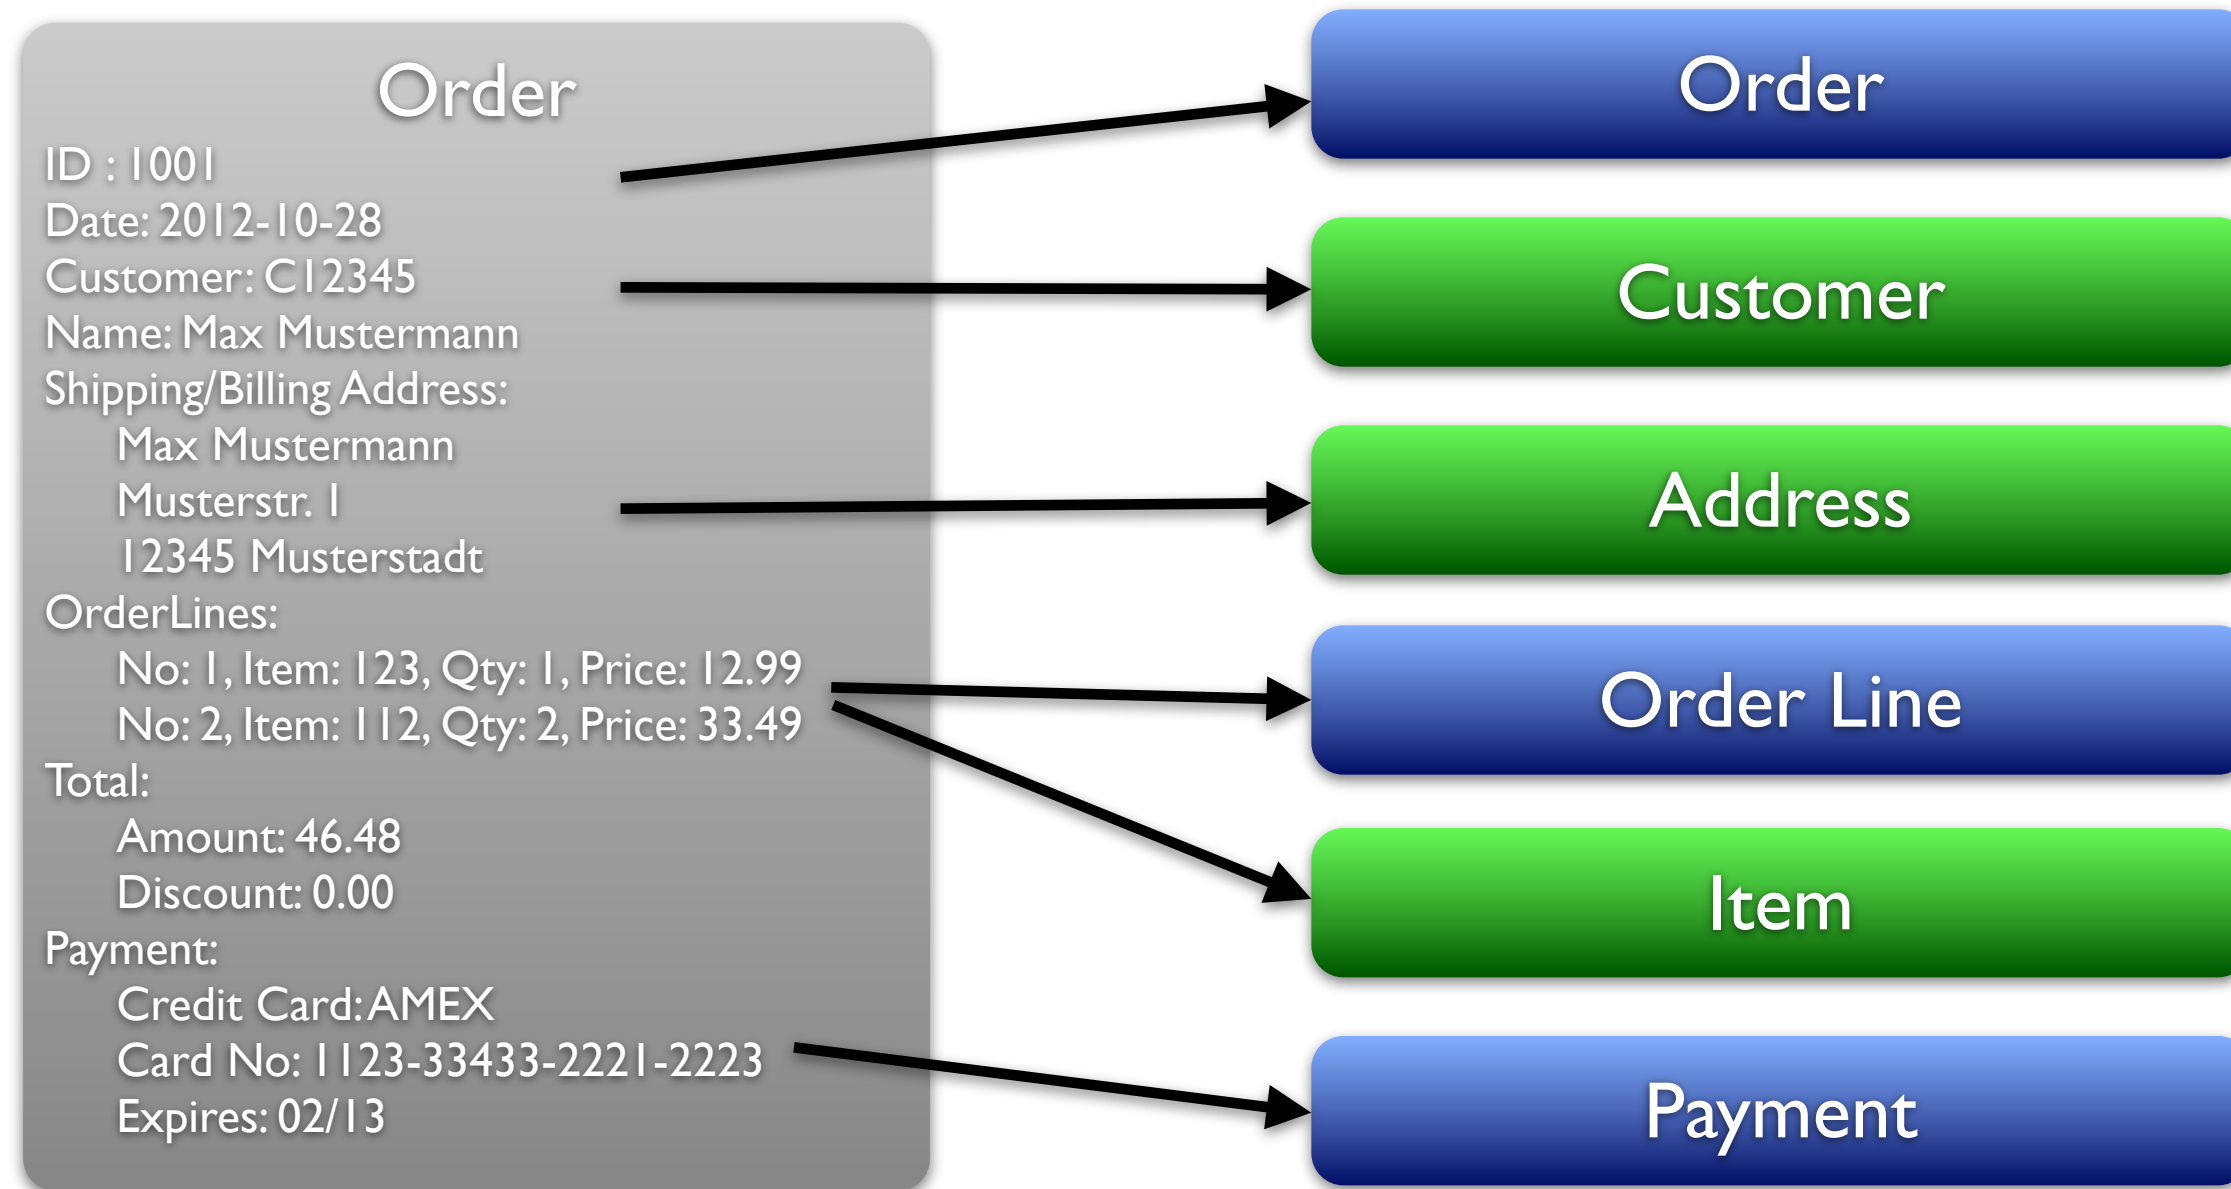 Order
ID : 1001
Date: 2012-10-28
Customer: C12345
Name: Max Mustermann
Shipping/Billing Address:
Max Mustermann
Musterstr. 1
12345 Musterstadt
OrderLines:
No: 1, Item: 123, Qty: 1, Price: 12.99
No: 2, Item: 112, Qty: 2, Price: 33.49
Total:
Amount: 46.48
Discount: 0.00
Payment:
Credit Card: AMEX
Card No: 1123-33433-2221-2223
Expires: 02/13
Order
Customer
Address
Order Line
Item
Payment